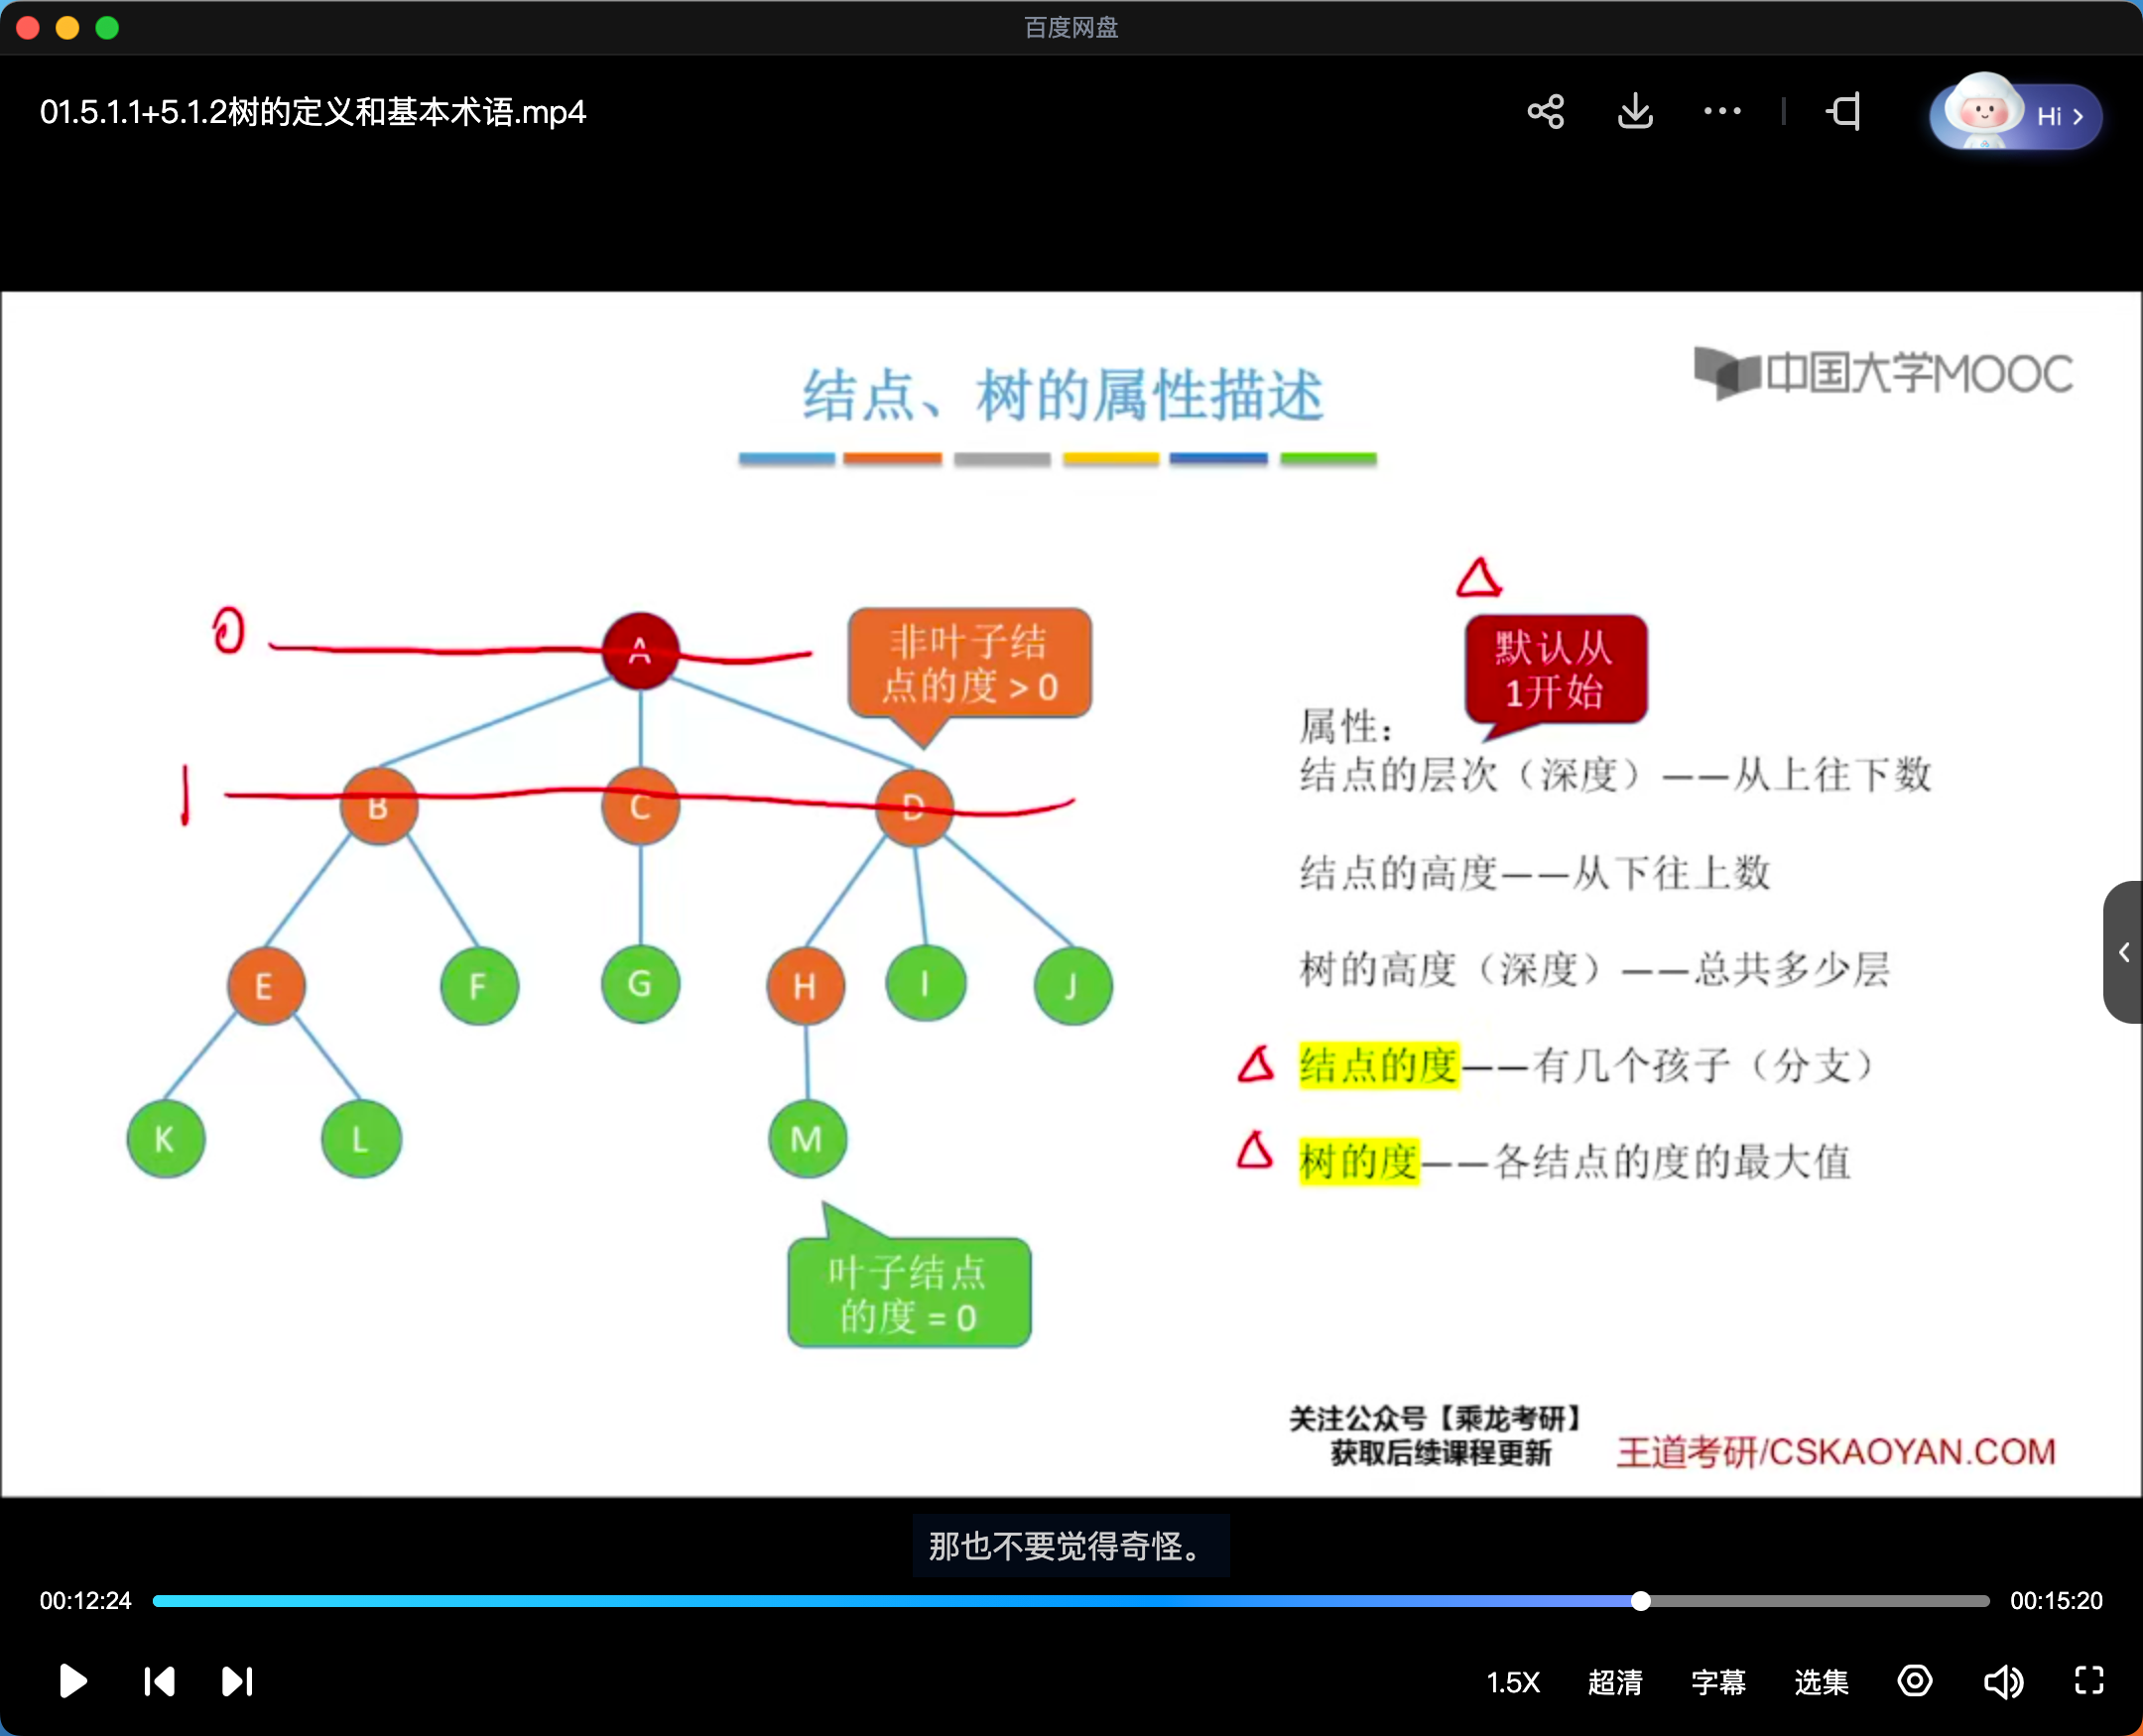 百度网盘
01.5.1.1+5.1.2树的定义和基本术语.mp4
Hi
结点、树的属性描述
中国大学MOOC
0
A
非叶子结
点的度 > 0
默认从
1开始
属性：
结点的层次（深度）——从上往下数
1
B
C
D
结点的高度——从下往上数
树的高度（深度）——总共多少层
E
F
G
H
I
J
结点的度——有几个孩子（分支）
K
L
M
树的度——各结点的度的最大值
叶子结点
的度 = 0
关注公众号【乘龙考研】
获取后续课程更新
王道考研/CSKAOYAN.COM
那也不要觉得奇怪。
00:12:24
00:15:20
1.5X
超清
字幕
选集